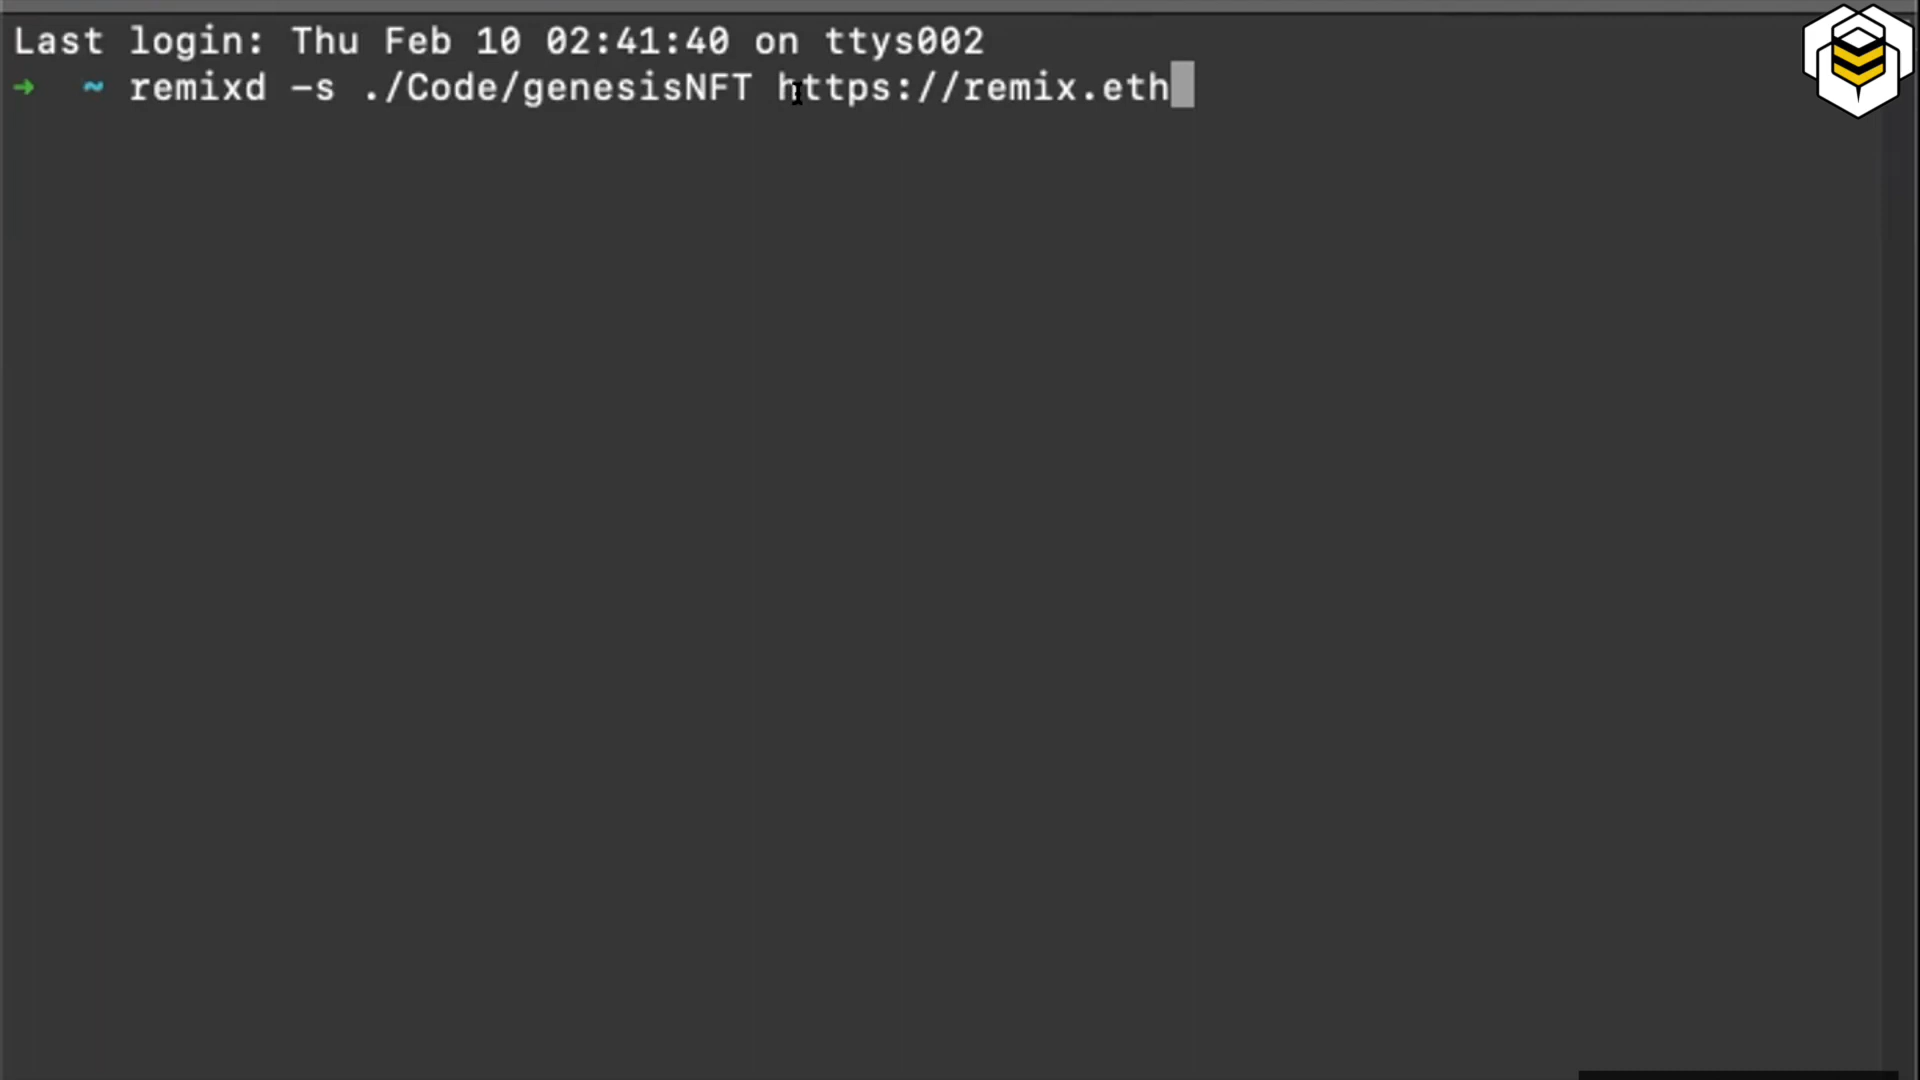 Last login: Thu Feb 10 02:41:40 on ttys002
➜ ~ remixd -s ./Code/genesisNFT https://remix.eth